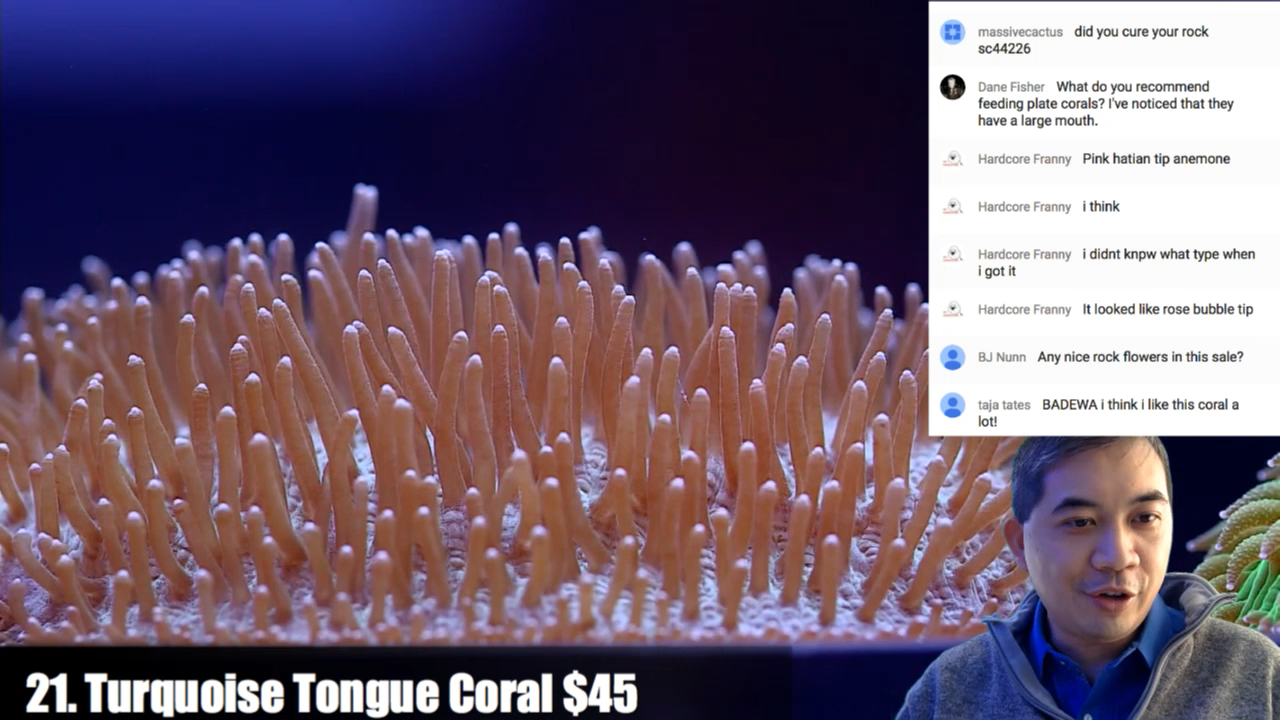 massivecactus did you cure your rock
sc44226
Dane Fisher What do you recommend
feeding plate corals? I've noticed that they
have a large mouth.
Hardcore Franny Pink hatian tip anemone
Hardcore Franny i think
Hardcore Franny i didnt knpw what type when
i got it
Hardcore Franny It looked like rose bubble tip
BJ Nunn Any nice rock flowers in this sale?
taja tates BADEWA i think i like this coral a
lot!
21. Turquoise Tongue Coral $45